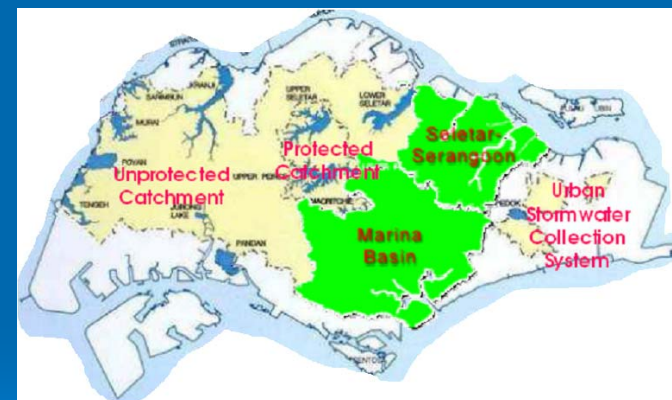 KRANJI
SARIMBUN
MURAI
POYAN
TENGEH
UPPER
SELETAR
LOWER
SELETAR
Protected
Catchment
Unprotected
Catchment
UPPER
MACRITCHIE
JURONG
LAKE
PANDAN
Seletar-
Serangoon
Marina
Basin
BEDOK
Urban
Stormwater
Collection
System
UBIN